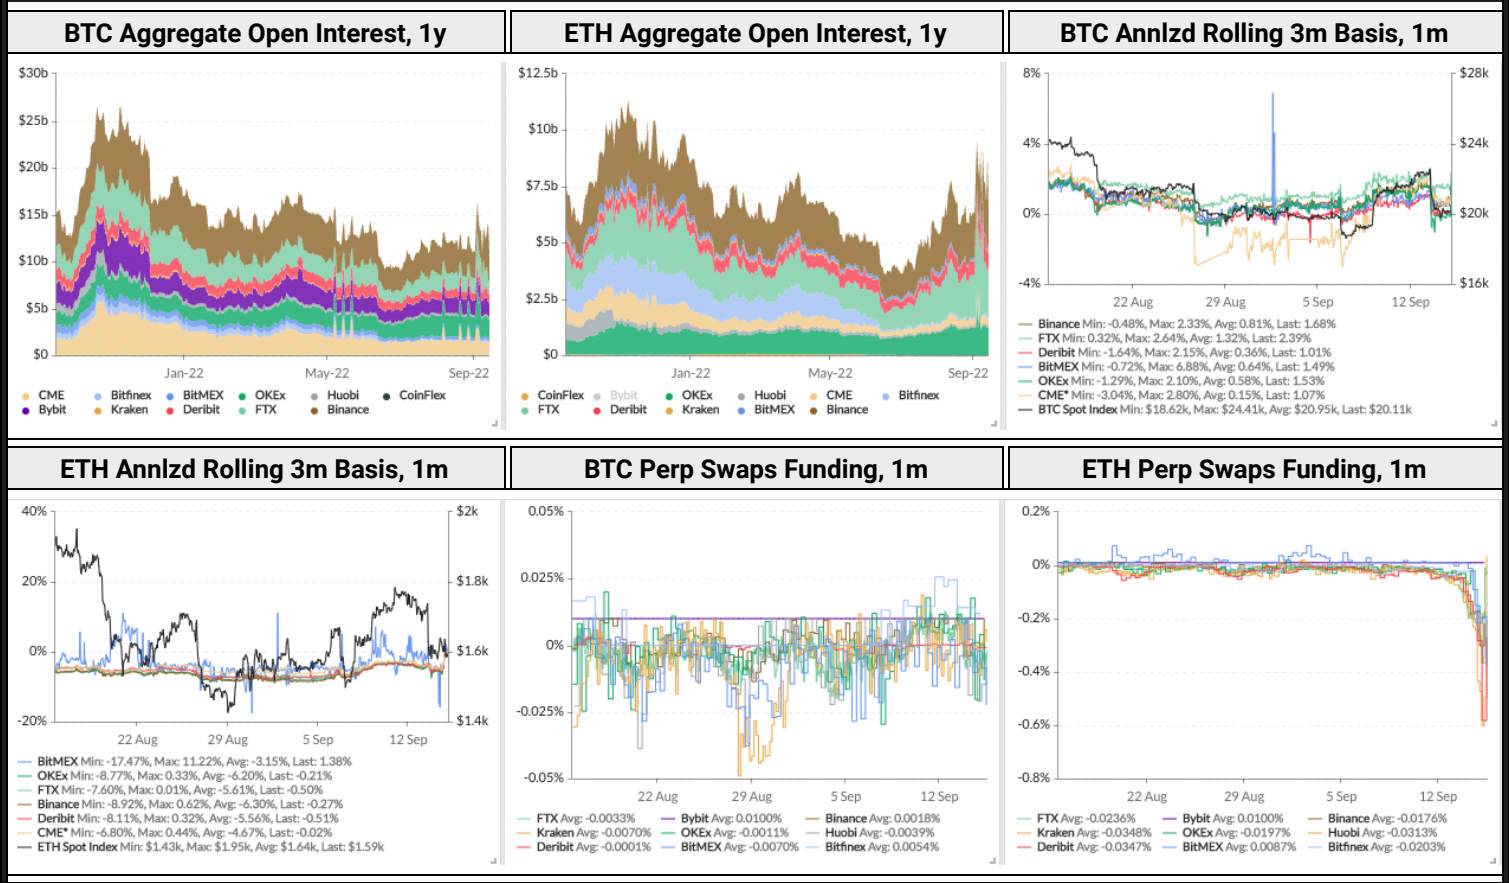 BTC Aggregate Open Interest, 1y
$30b
$25b
$20b
$15b
$10b
$5b
$0
Jan-22 May-22 Sep-22
CME Bitfinex BitMEX OKEx Huobi CoinFlex
Bybit Kraken Deribit FTX Binance
ETH Aggregate Open Interest, 1y
$12.5b
$10b
$7.5b
$5b
$2.5b
$0
Jan-22 May-22 Sep-22
CoinFlex Bybit OKEx Huobi CME Bitfinex
FTX Deribit Kraken BitMEX Binance
BTC Annlzd Rolling 3m Basis, 1m
8% $28k
4% $24k
0% $20k
-4% $16k
22 Aug 29 Aug 5 Sep 12 Sep
Binance Min: -0.48%, Max: 2.33%, Avg: 0.81%, Last: 1.68%
FTX Min: 0.32%, Max: 2.64%, Avg: 1.32%, Last: 2.39%
Deribit Min: -1.64%, Max: 2.15%, Avg: 0.36%, Last: 1.01%
BitMEX Min: -0.72%, Max: 6.88%, Avg: 0.64%, Last: 1.49%
OKEx Min: -1.29%, Max: 2.10%, Avg: 0.58%, Last: 1.53%
CME* Min: -3.04%, Max: 2.80%, Avg: 0.15%, Last: 1.07%
BTC Spot Index Min: $18.62k, Max: $24.41k, Avg: $20.95k, Last: $20.11k
ETH Annlzd Rolling 3m Basis, 1m
40% $2k
20% $1.8k
0% $1.6k
-20% $1.4k
22 Aug 29 Aug 5 Sep 12 Sep
BitMEX Min: -17.47%, Max: 11.22%, Avg: -3.15%, Last: 1.38%
OKEx Min: -8.77%, Max: 0.33%, Avg: -6.20%, Last: -0.21%
FTX Min: -7.60%, Max: 0.01%, Avg: -5.61%, Last: -0.50%
Binance Min: -8.92%, Max: 0.62%, Avg: -6.30%, Last: -0.27%
Deribit Min: -8.11%, Max: 0.32%, Avg: -5.56%, Last: -0.51%
CME* Min: -6.80%, Max: 0.44%, Avg: -4.67%, Last: -0.02%
ETH Spot Index Min: $1.43k, Max: $1.95k, Avg: $1.64k, Last: $1.59k
BTC Perp Swaps Funding, 1m
0.05%
0.025%
0%
-0.025%
-0.05%
22 Aug 29 Aug 5 Sep 12 Sep
FTX Avg: -0.0033% Bybit Avg: 0.0100% Binance Avg: 0.0018%
Kraken Avg: -0.0070% OKEx Avg: -0.0011% Huobi Avg: -0.0039%
Deribit Avg: -0.0001% BitMEX Avg: -0.0070% Bitfinex Avg: 0.0054%
ETH Perp Swaps Funding, 1m
0.2%
0%
-0.2%
-0.4%
-0.6%
-0.8%
22 Aug 29 Aug 5 Sep 12 Sep
FTX Avg: -0.0236% Bybit Avg: 0.0100% Binance Avg: -0.0176%
Kraken Avg: -0.0348% OKEx Avg: -0.0197% Huobi Avg: -0.0313%
Deribit Avg: -0.0347% BitMEX Avg: 0.0087% Bitfinex Avg: -0.0203%